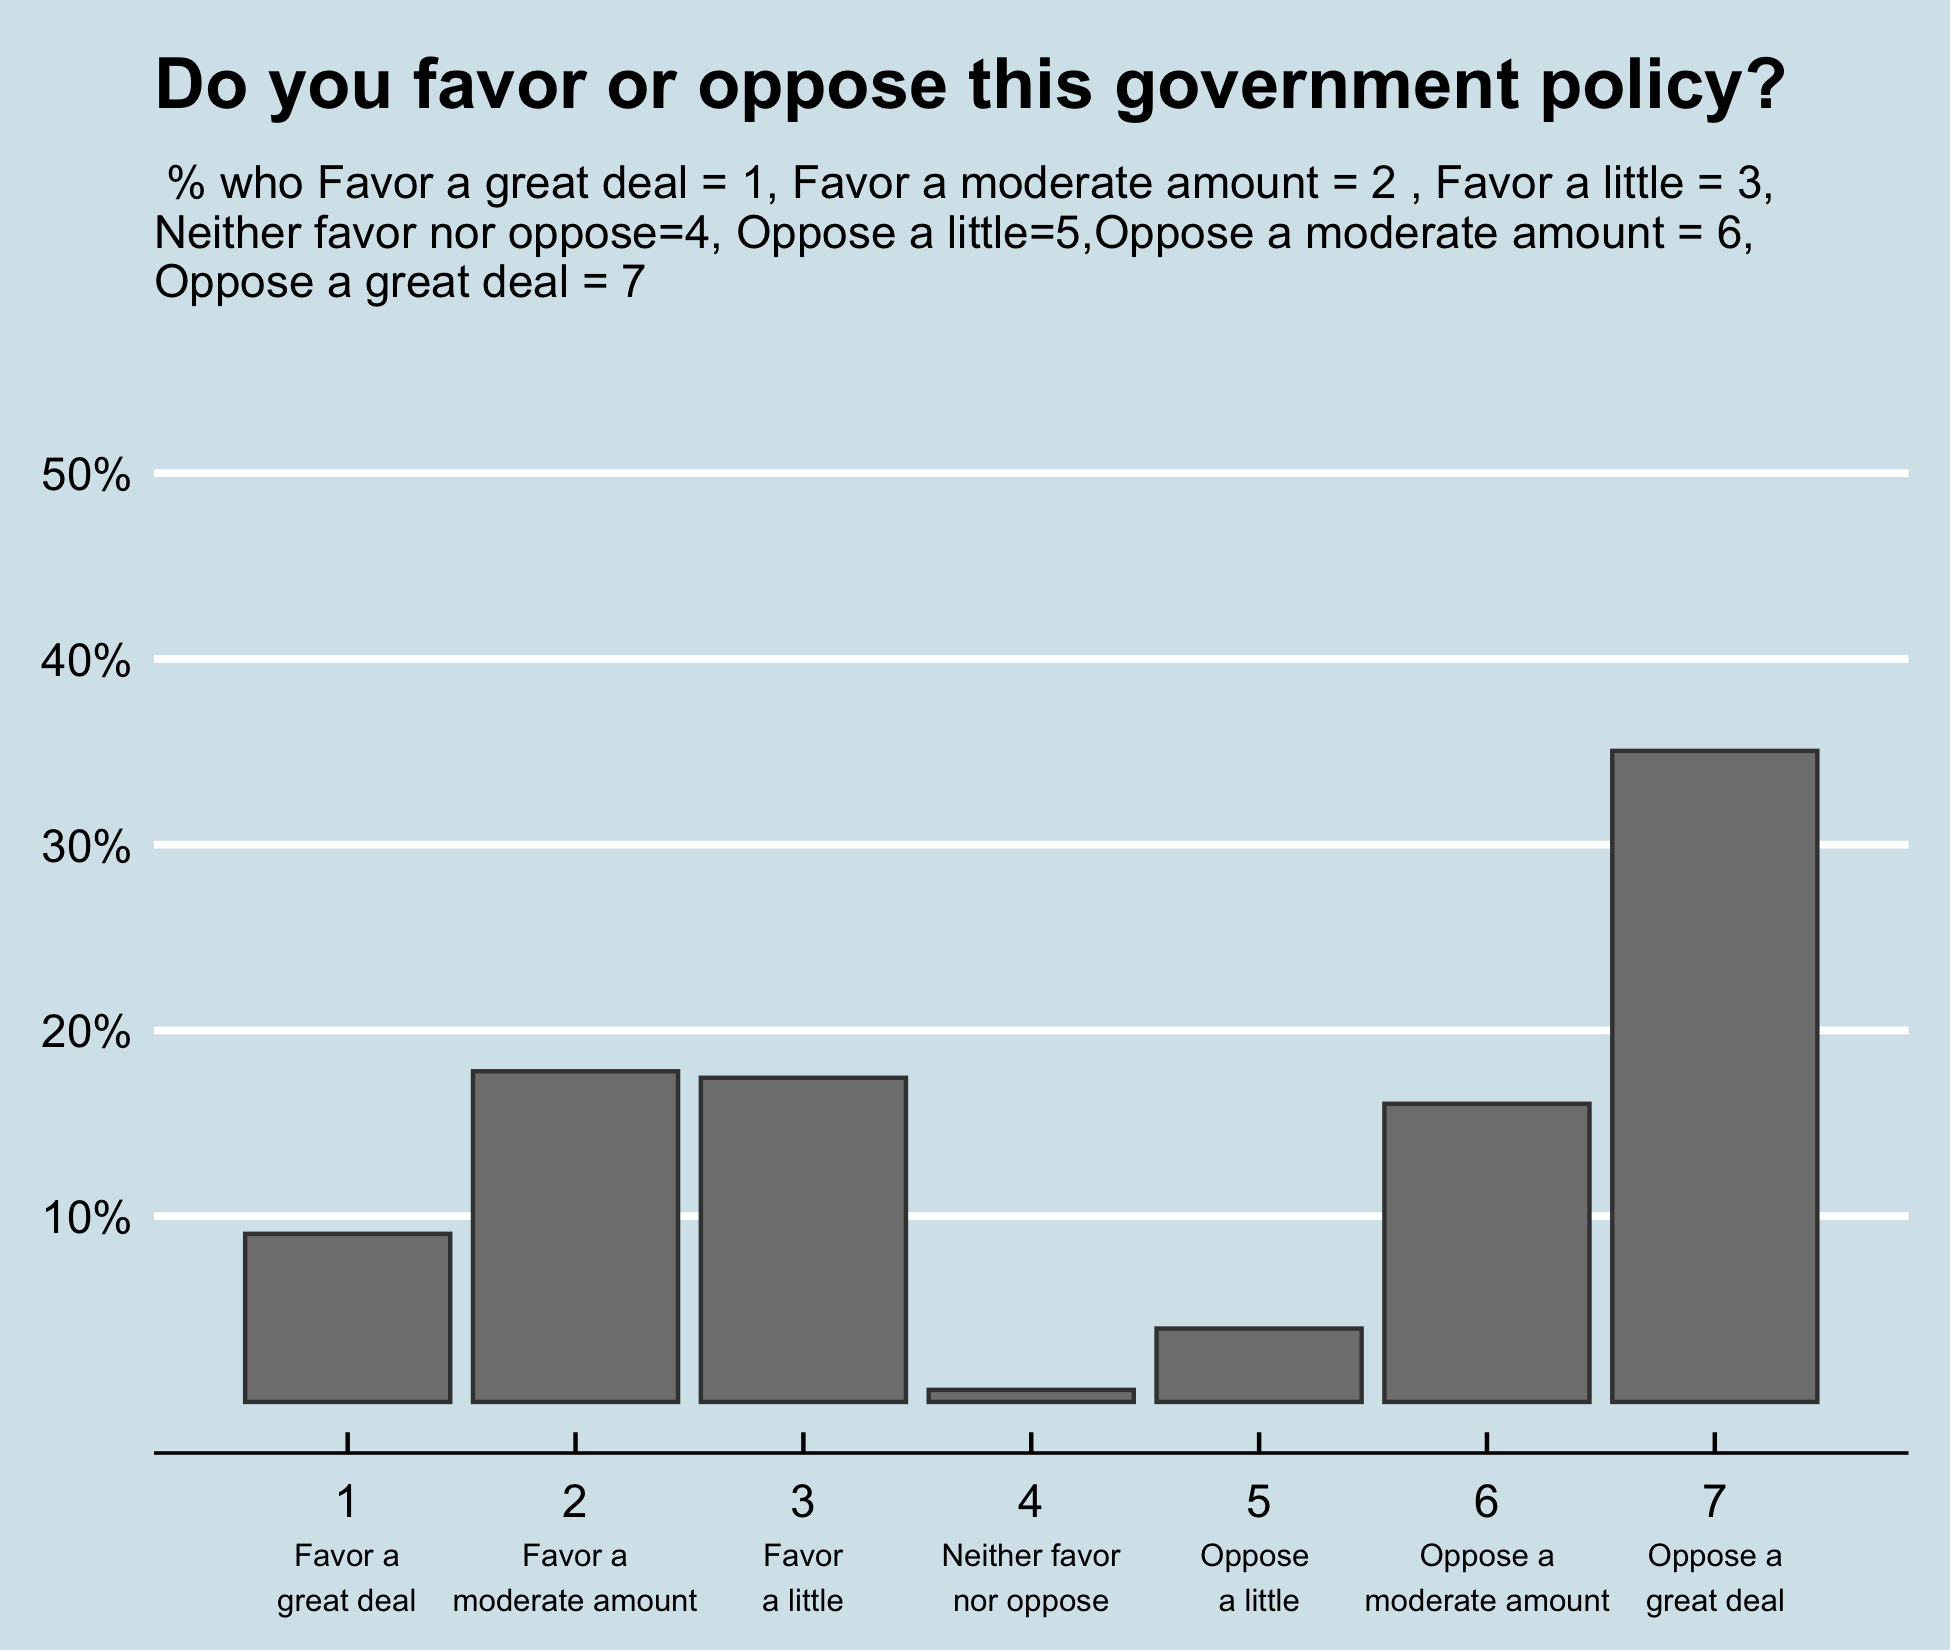 Do you favor or oppose this government policy?
% who Favor a great deal = 1, Favor a moderate amount = 2 , Favor a little = 3,
Neither favor nor oppose=4, Oppose a little=5,Oppose a moderate amount = 6,
Oppose a great deal = 7
50%
40%
30%
20%
10%
1 2 3 4 5 6 7
Favor a Favor a Favor Neither favor Oppose Oppose a Oppose a
great deal moderate amount a little nor oppose a little moderate amount great deal